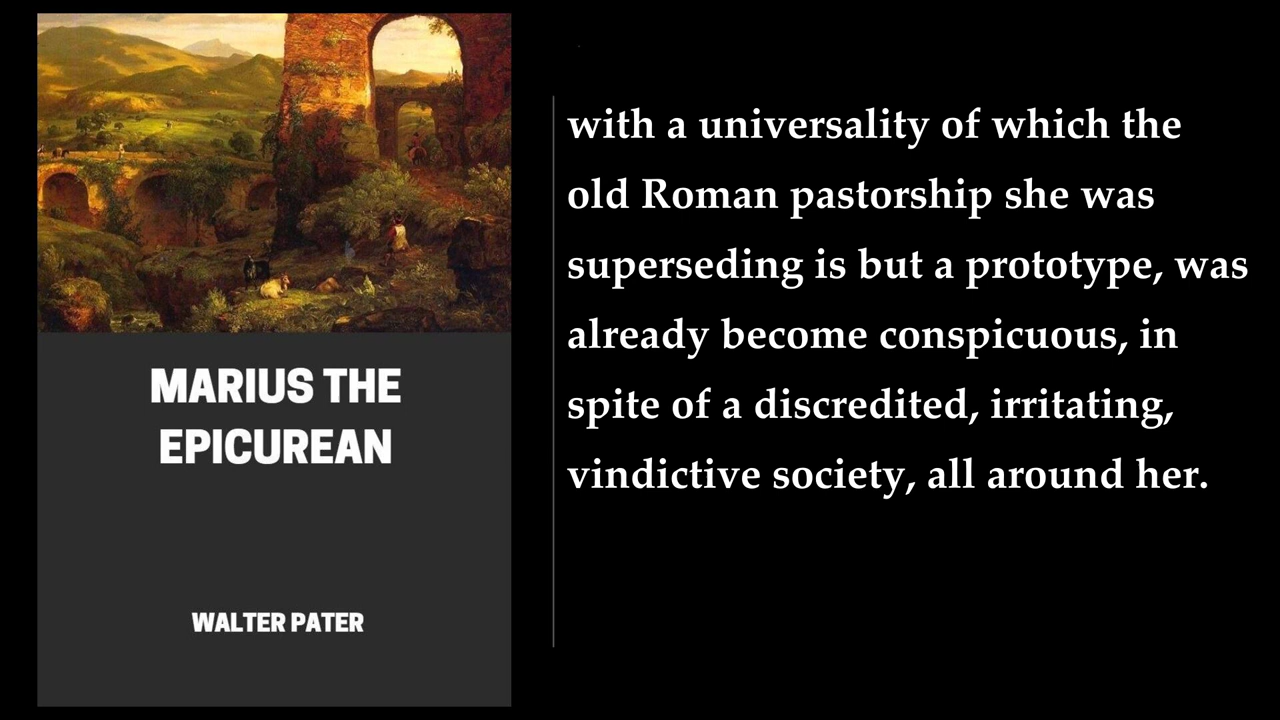 MARIUS THE
EPICUREAN
WALTER PATER
with a universality of which the
old Roman pastorship she was
superseding is but a prototype, was
already become conspicuous, in
spite of a discredited, irritating,
vindictive society, all around her.